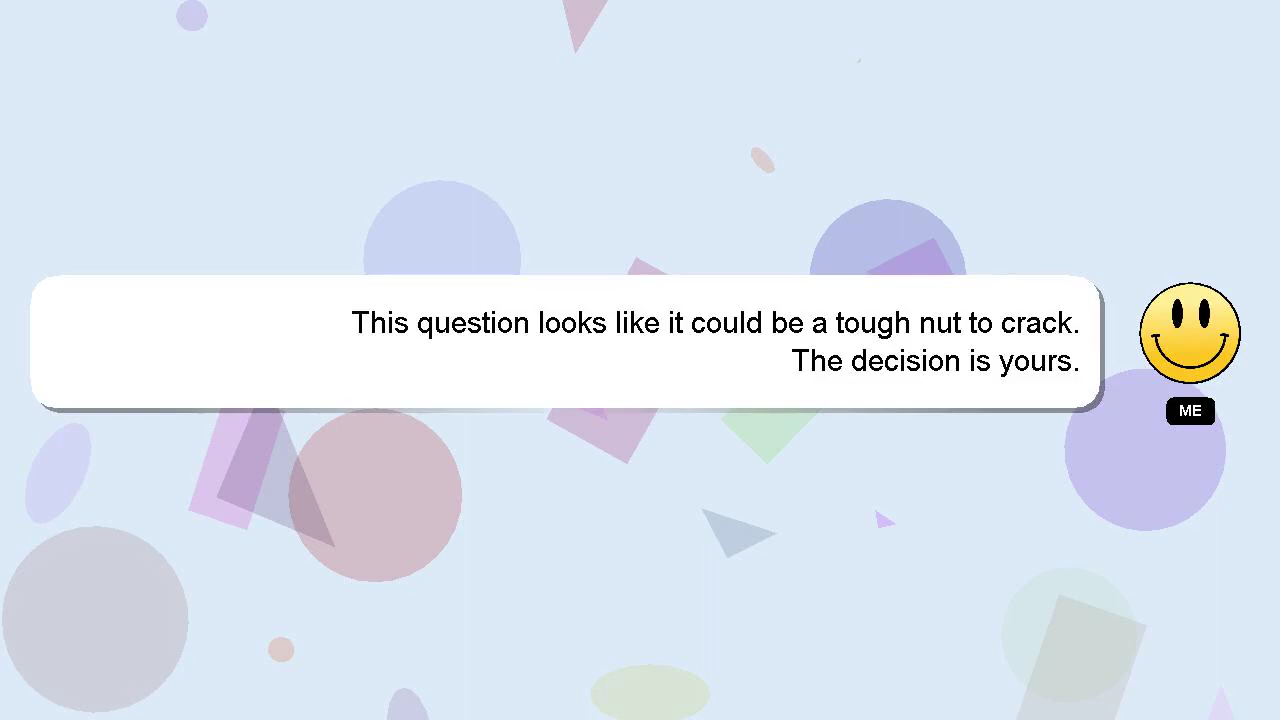 This question looks like it could be a tough nut to crack.
The decision is yours.
ME